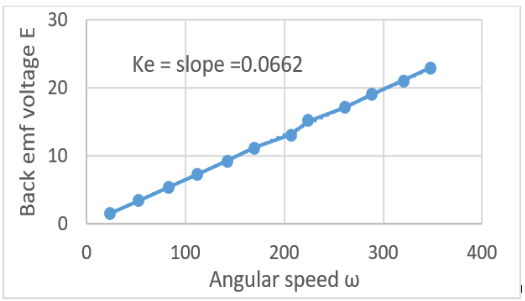 30
20
10
0
Back emf voltage E
Ke = slope =0.0662
0 100 200 300 400
Angular speed ω